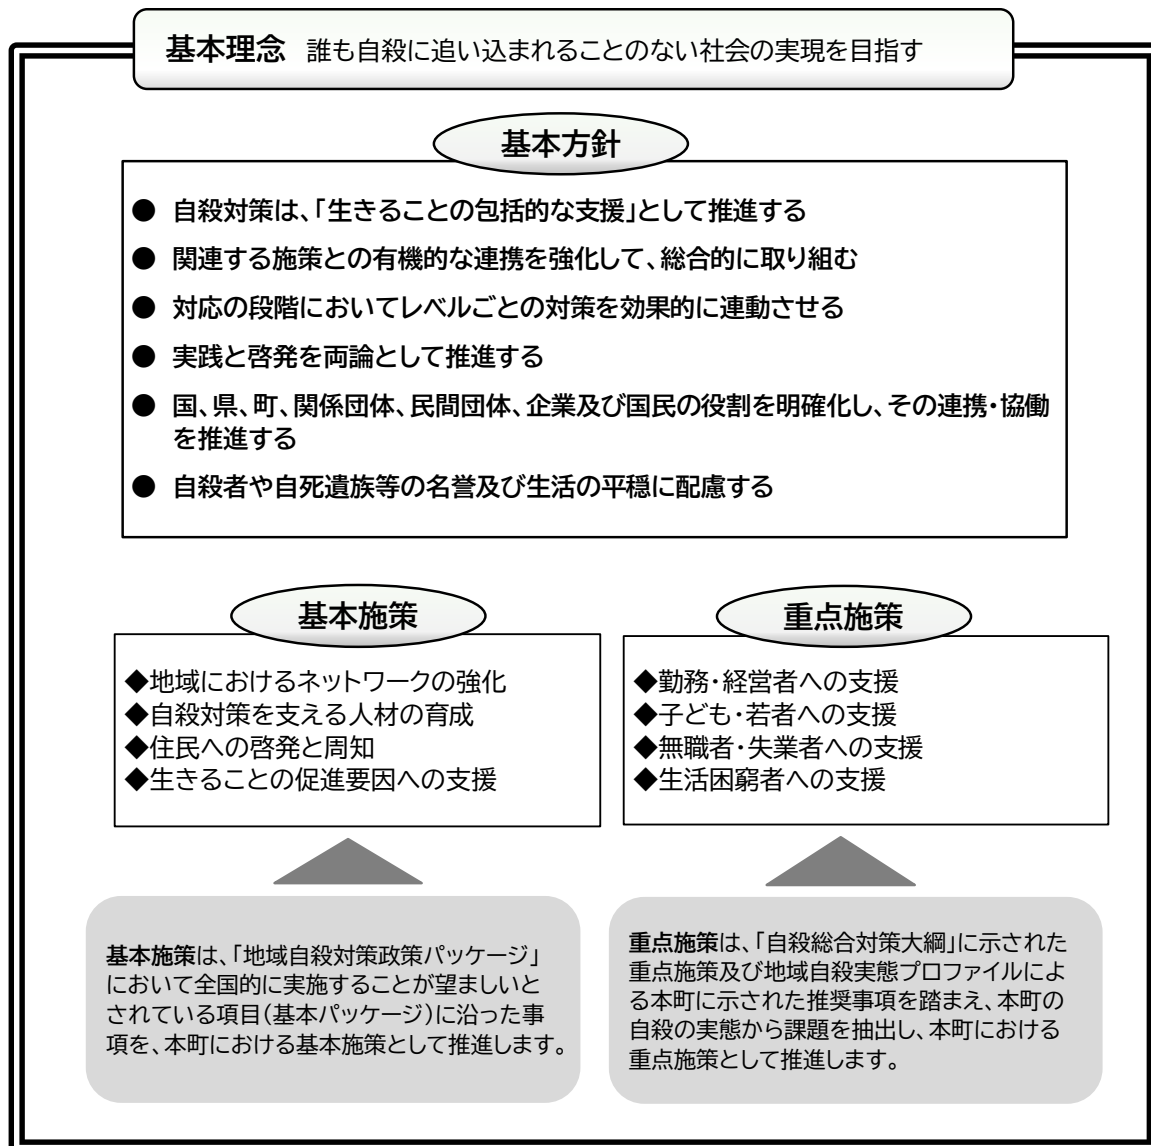 基本理念 誰も自殺に追い込まれることのない社会の実現を目指す
基本方針
● 自殺対策は、「生きることの包括的な支援」として推進する
● 関連する施策との有機的な連携を強化して、総合的に取り組む
● 対応の段階においてレベルごとの対策を効果的に連動させる
● 実践と啓発を両論として推進する
● 国、県、町、関係団体、民間団体、企業及び国民の役割を明確化し、その連携・協働
を推進する
● 自殺者や自死遺族等の名誉及び生活の平穏に配慮する
基本施策
◆地域におけるネットワークの強化
◆自殺対策を支える人材の育成
◆住民への啓発と周知
◆生きることの促進要因への支援
重点施策
◆勤務・経営者への支援
◆子ども・若者への支援
◆無職者・失業者への支援
◆生活困窮者への支援
基本施策は、「地域自殺対策政策パッケージ」
において全国的に実施することが望ましいと
されている項目(基本パッケージ)に沿った事
項を、本町における基本施策として推進します。
重点施策は、「自殺総合対策大綱」に示された
重点施策及び地域自殺実態プロファイルによ
る本町に示された推奨事項を踏まえ、本町の
自殺の実態から課題を抽出し、本町における
重点施策として推進します。